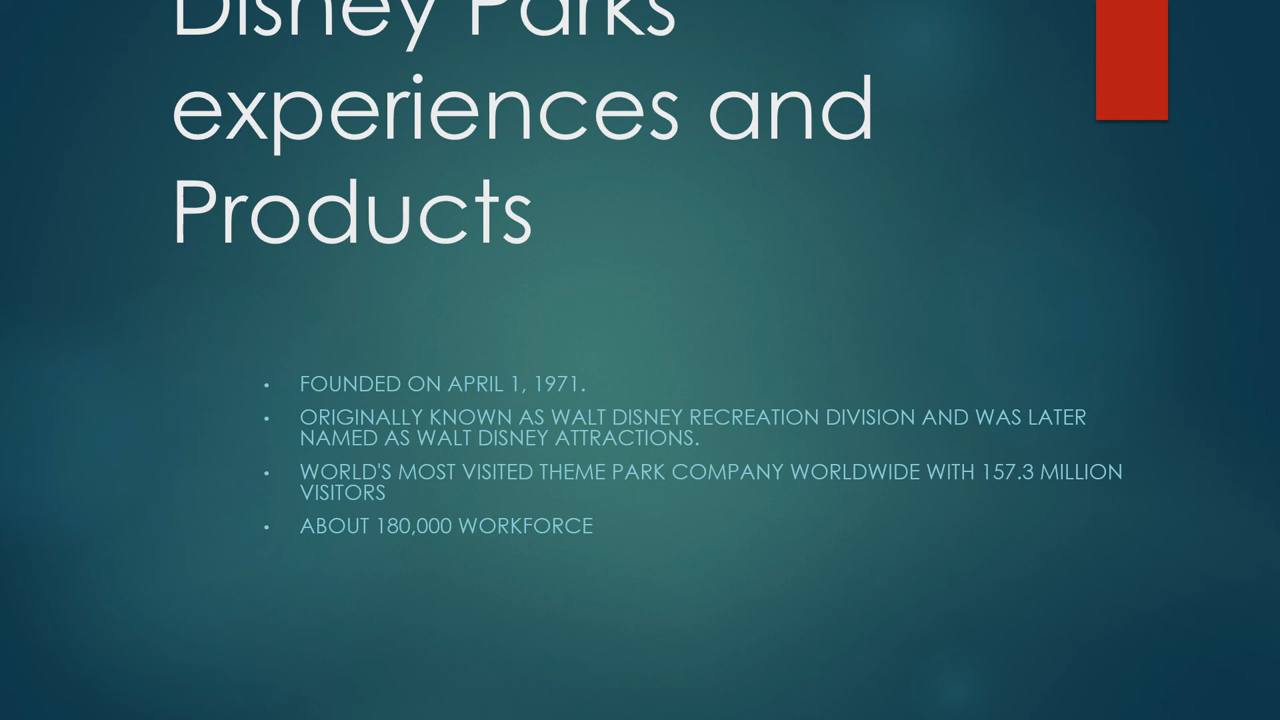 Disney Parks
experiences and
Products
• FOUNDED ON APRIL 1, 1971.
• ORIGINALLY KNOWN AS WALT DISNEY RECREATION DIVISION AND WAS LATER
NAMED AS WALT DISNEY ATTRACTIONS.
• WORLD'S MOST VISITED THEME PARK COMPANY WORLDWIDE WITH 157.3 MILLION
VISITORS
• ABOUT 180,000 WORKFORCE